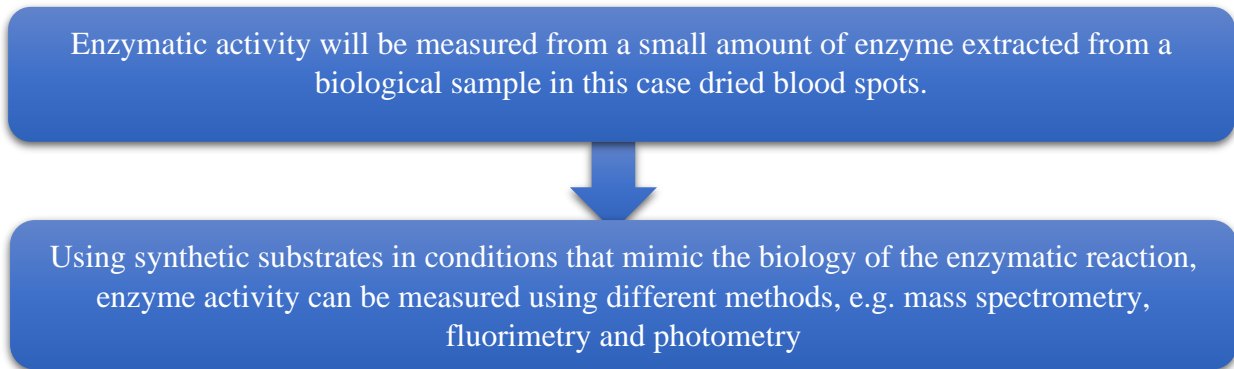 Enzymatic activity will be measured from a small amount of enzyme extracted from a
biological sample in this case dried blood spots.
Using synthetic substrates in conditions that mimic the biology of the enzymatic reaction,
enzyme activity can be measured using different methods, e.g. mass spectrometry,
fluorimetry and photometry